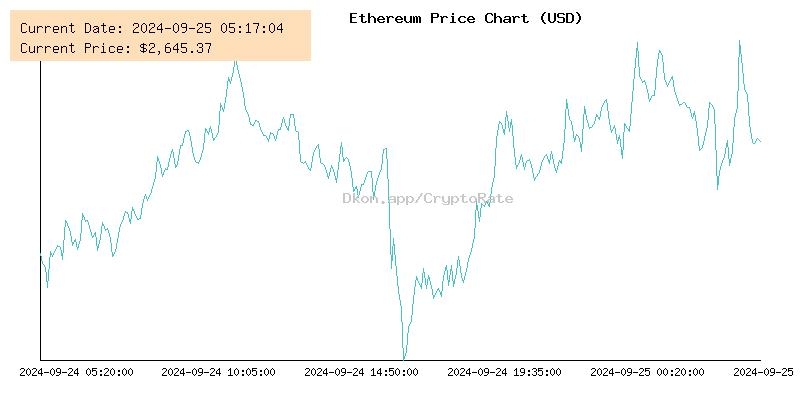 Ethereum Price Chart (USD)
Current Date: 2024-09-25 05:17:04
Current Price: $2,645.37
Dkon.app/CryptoRate
2024-09-24 05:20:00
2024-09-24 10:05:00
2024-09-24 14:50:00
2024-09-24 19:35:00
2024-09-25 00:20:00
2024-09-25